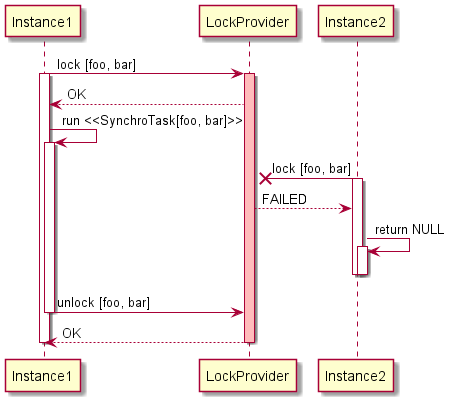 Instance1 LockProvider Instance2
lock [foo, bar]
OK
run <<SynchroTask[foo, bar]>>
lock [foo, bar]
FAILED
return NULL
unlock [foo, bar]
OK
Instance1 LockProvider Instance2